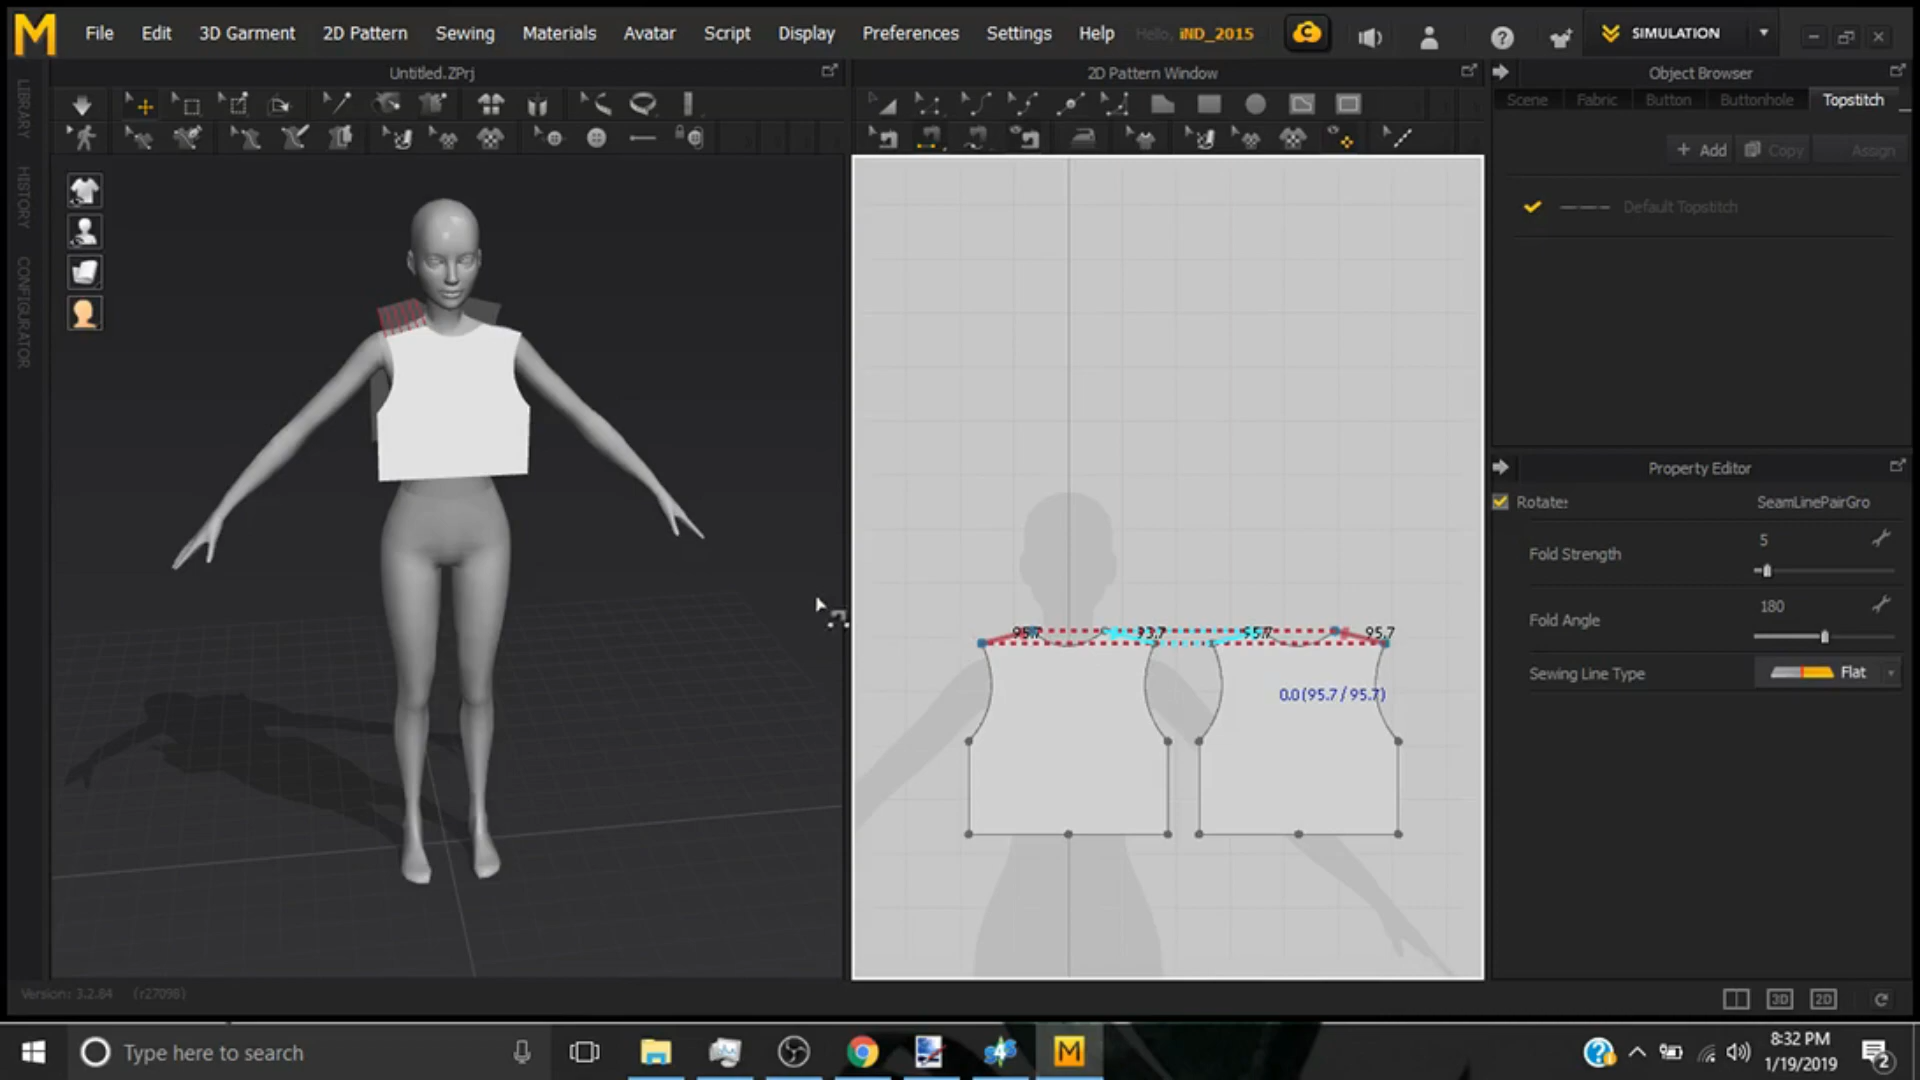 M File Edit 3D Garment 2D Pattern Sewing Materials Avatar Script Display Preferences Settings Help Hello, iND_2015 SIMULATION
Untitled.ZPrj
2D Pattern Window
Object Browser
LIBRARY
HISTORY
CONFIGURATOR
Scene Fabric Button Buttonhole Topstitch
+ Add Copy Assign
Default Topstitch
Property Editor
Rotate: SeamLinePairGro
Fold Strength 5
Fold Angle 180
Sewing Line Type Flat
95.7 95.7 95.7
0.0 (95.7 / 95.7)
Version: 3.2.84 (r27098)
3D 2D
Type here to search
M
8:32 PM
1/19/2019
2